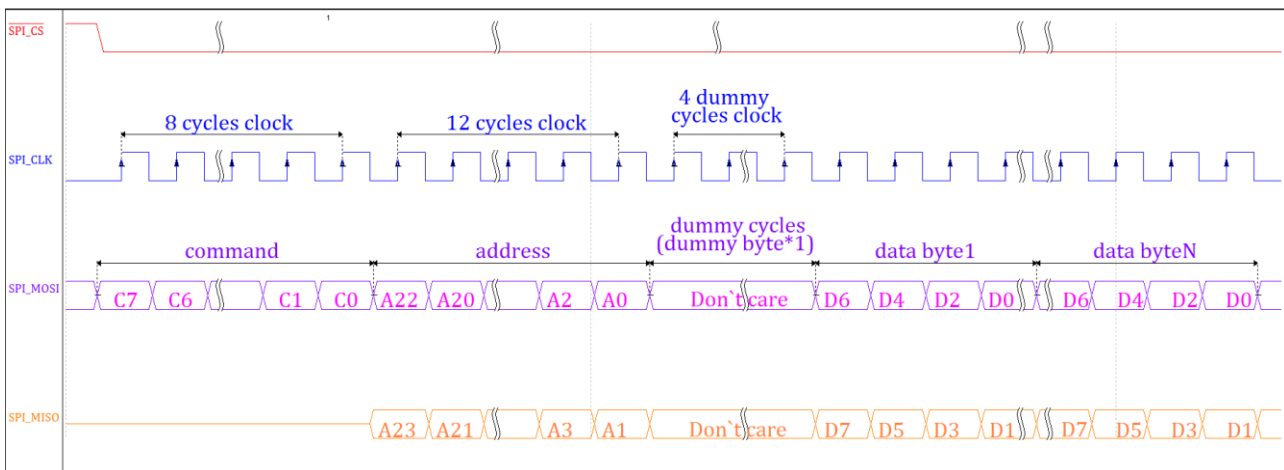 1
SPI_CS
4 dummy
cycles clock
8 cycles clock
12 cycles clock
SPI_CLK
dummy cycles
(dummy byte*1)
command
address
data byte1
data byteN
SPI_MOSI
C7 C6 C1 C0 A22 A20 A2 A0 Don`t care D6 D4 D2 D0 D6 D4 D2 D0
SPI_MISO
A23 A21 A3 A1 Don`t care D7 D5 D3 D1 D7 D5 D3 D1